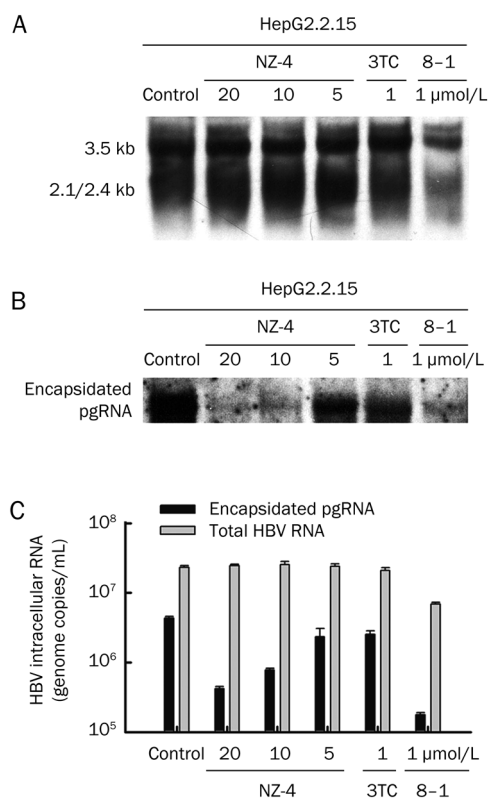 A
HepG2.2.15
NZ-4 3TC 8–1
Control 20 10 5 1 1 μmol/L
3.5 kb
2.1/2.4 kb
B
HepG2.2.15
NZ-4 3TC 8–1
Control 20 10 5 1 1 μmol/L
Encapsidated
pgRNA
C
Encapsidated pgRNA
Total HBV RNA
HBV intracellular RNA
(genome copies/mL)
10⁸
10⁷
10⁶
10⁵
Control 20 10 5 1 1 μmol/L
NZ-4 3TC 8–1